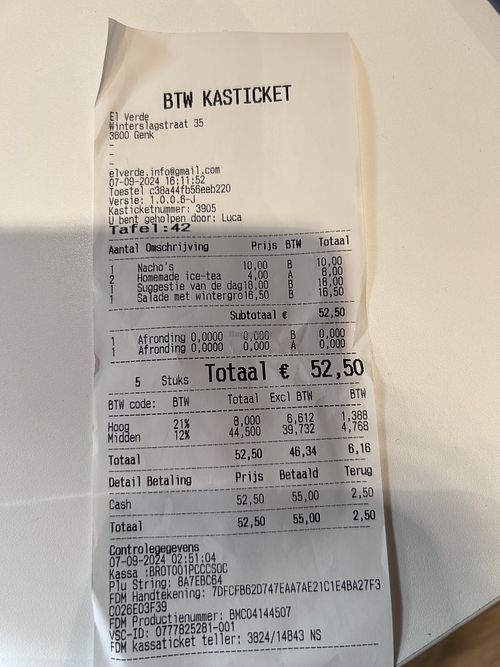 BTW KASTICKET
El Verde
Winterslagstraat 35
3600 Genk
-
-
-
elverde.info@gmail.com
07-09-2024 16:11:52
Toestel c38a44fb56eeb220
Versie: 1.0.0.6-J
Kasticketnummer: 3905
U bent geholpen door: Luca
Tafel:42
Aantal Omschrijving Prijs BTW Totaal
1 Nacho's 10,00 B 10,00
2 Homemade ice-tea 4,00 A 8,00
1 Suggestie van de dag18,00 B 18,00
1 Salade met wintergro16,50 B 16,50
Subtotaal € 52,50
1 Afronding 0,0000 0,000 B 0,000
1 Afronding 0,0000 0,000 A 0,000
5 Stuks Totaal € 52,50
BTW code: BTW Totaal Excl BTW BTW
Hoog 21% 8,000 6,612 1,388
Midden 12% 44,500 39,732 4,768
Totaal 52,50 46,34 6,16
Detail Betaling Prijs Betaald Terug
Cash 52,50 55,00 2,50
Totaal 52,50 55,00 2,50
Controlegegevens
07-09-2024 02:51:04
Kassa :BROT001PCCCSOC
Plu String: 8A7EBC64
FDM Handtekening: 7DFCFB62D747EAA7AE21C1E4BA27F3
C026E03F39
FDM Productienummer: BMC04144507
VSC-ID: 0777825281-001
FDM kassaticket teller: 3824/14843 NS